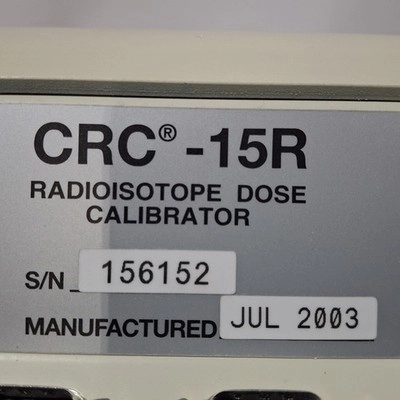 CRC® -15R
RADIOISOTOPE DOSE
CALIBRATOR
S/N 156152
MANUFACTURED JUL 2003